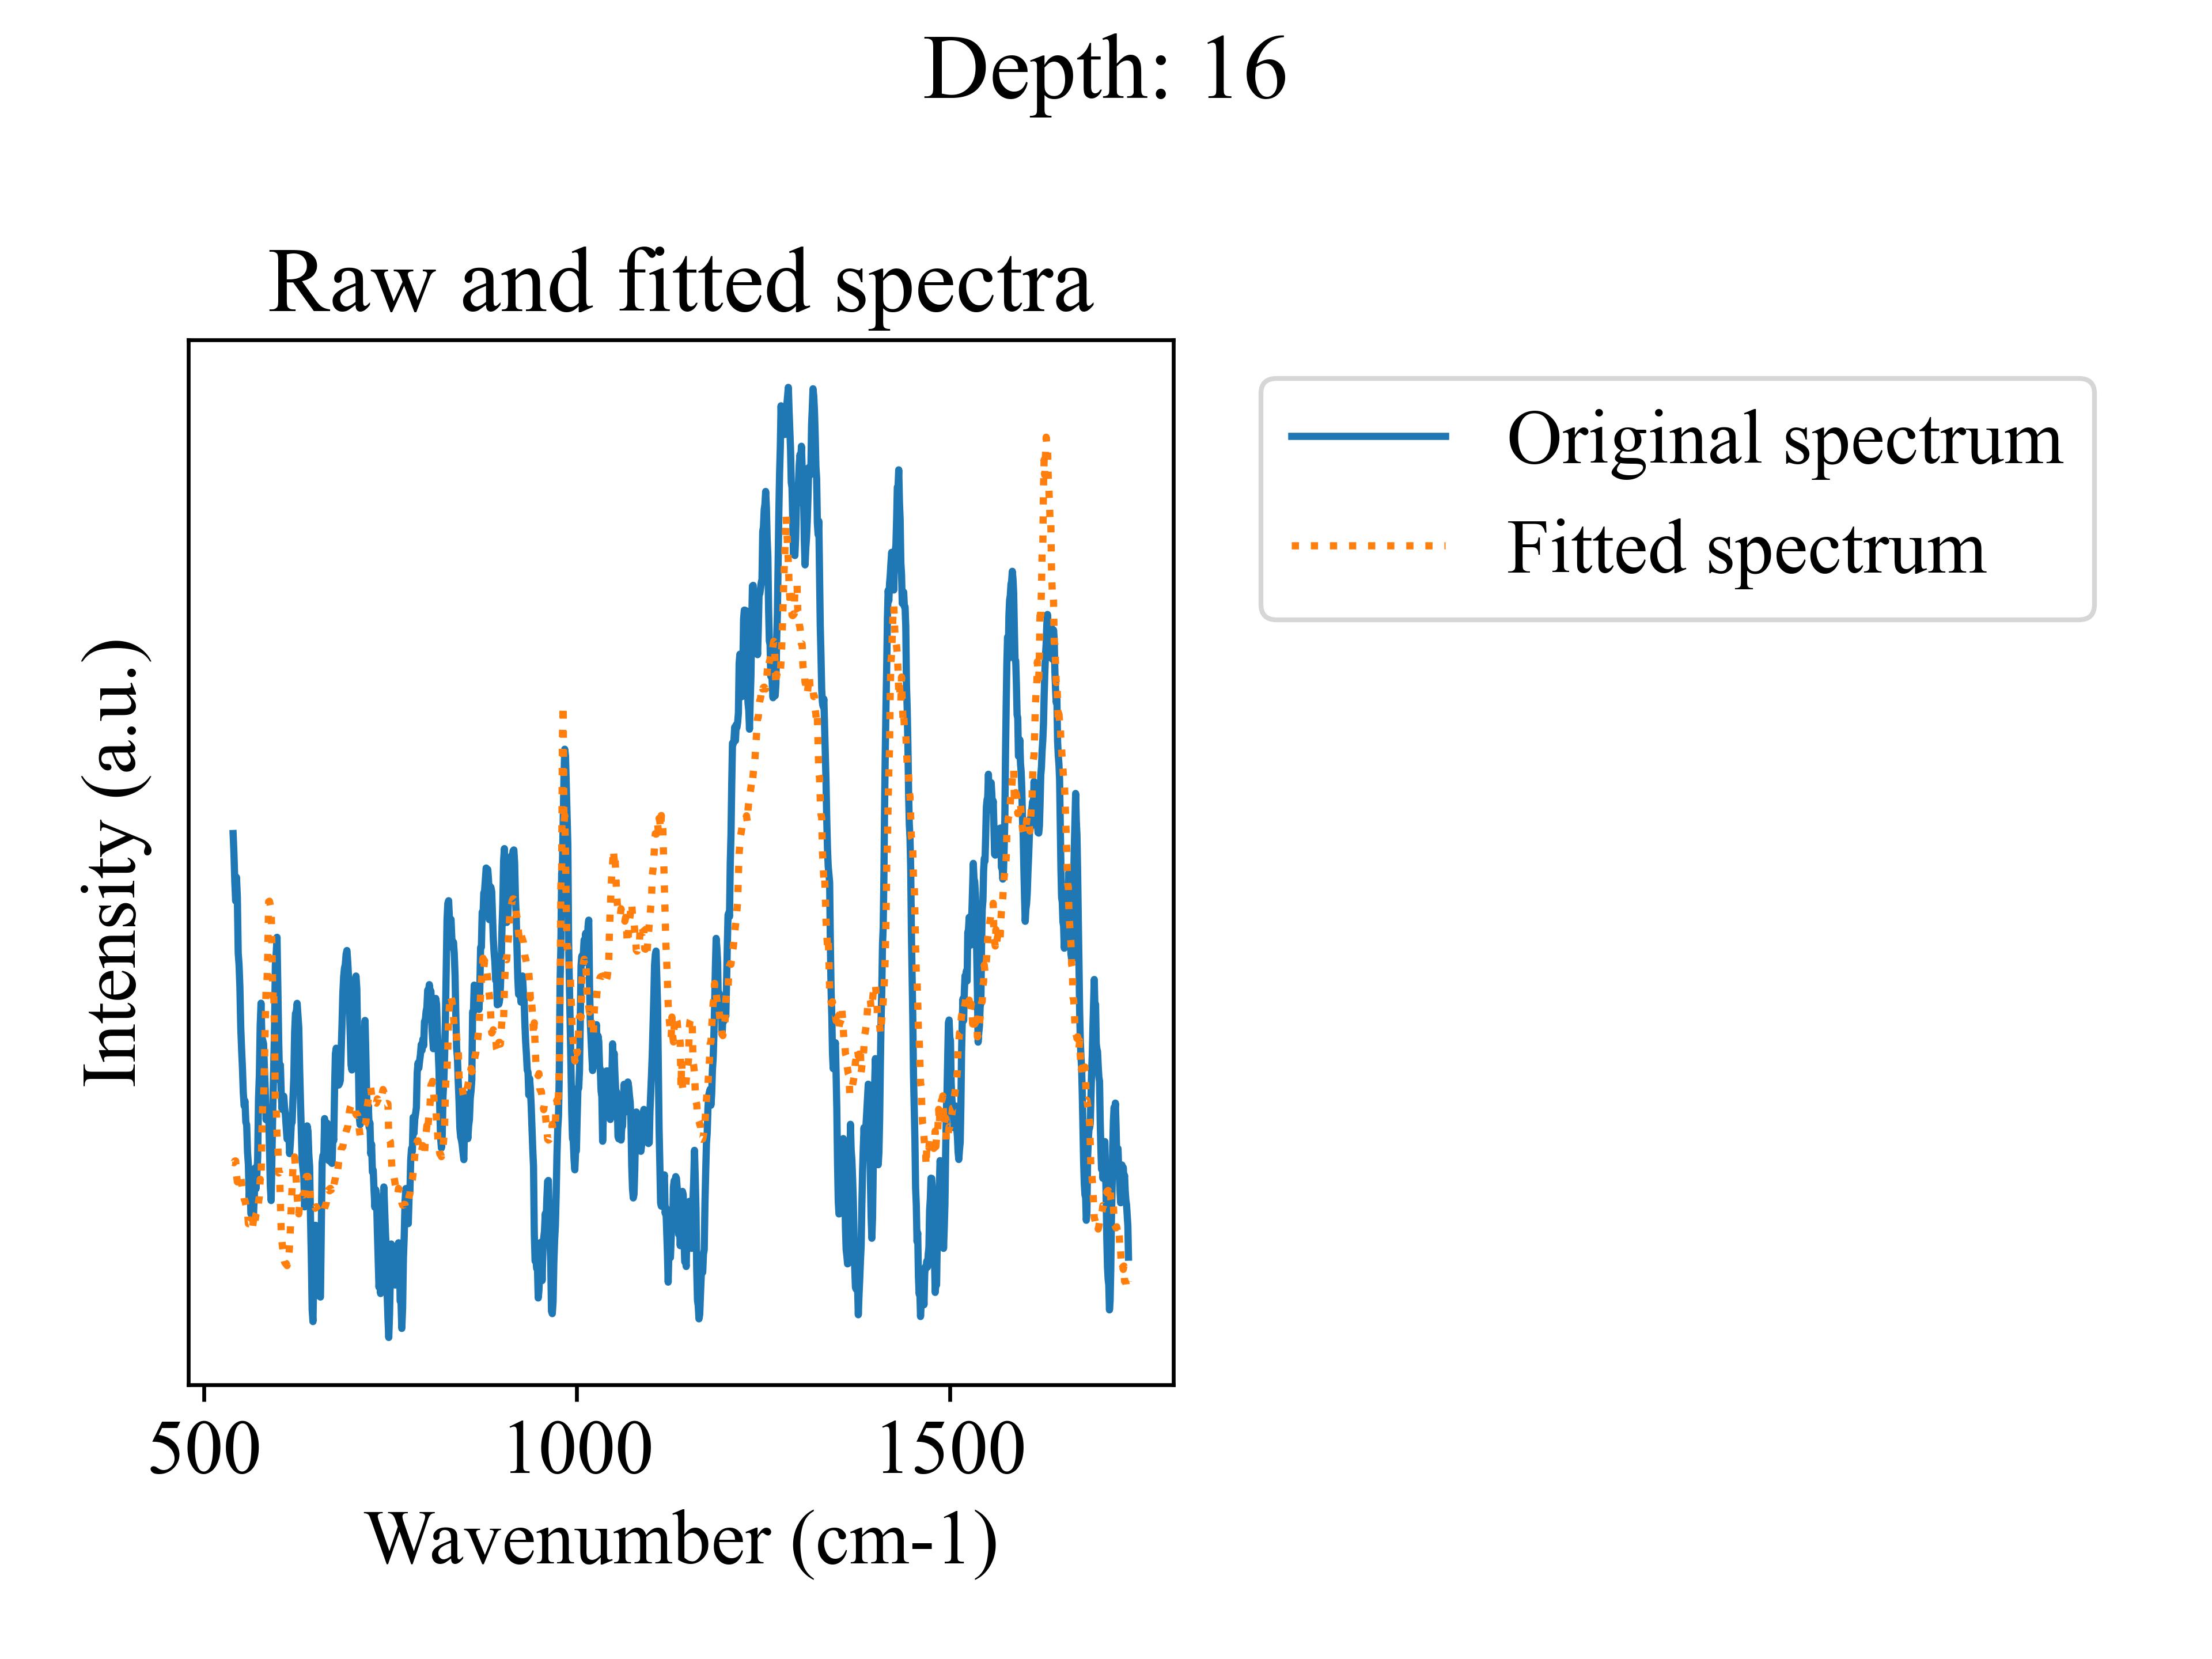 Depth: 16
Raw and fitted spectra
Original spectrum
Fitted spectrum
Intensity (a.u.)
500
1000
1500
Wavenumber (cm-1)